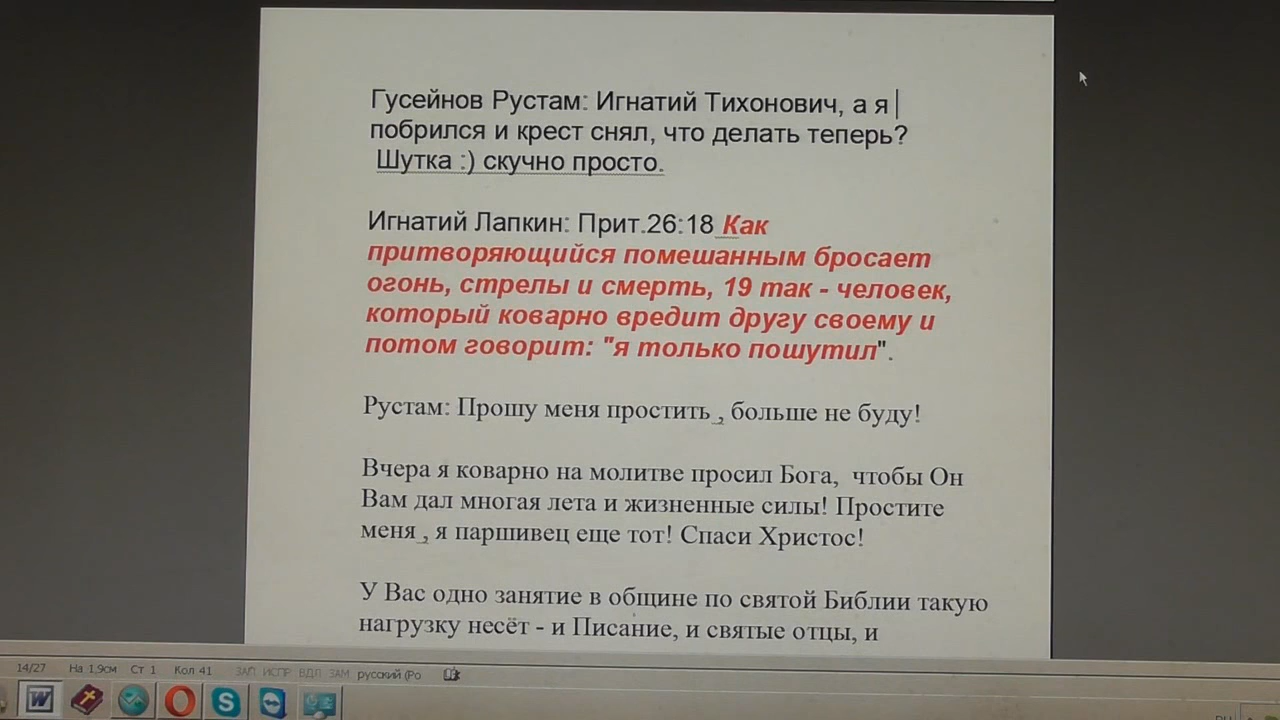 Гусейнов Рустам: Игнатий Тихонович, а я
побрился и крест снял, что делать теперь?
Шутка :) скучно просто.
Игнатий Лапкин: Прит.26:18 Как
притворяющийся помешанным бросает
огонь, стрелы и смерть, 19 так - человек,
который коварно вредит другу своему и
потом говорит: "я только пошутил".
Рустам: Прошу меня простить , больше не буду!
Вчера я коварно на молитве просил Бога, чтобы Он
Вам дал многая лета и жизненные силы! Простите
меня , я паршивец еще тот! Спаси Христос!
У Вас одно занятие в общине по святой Библии такую
нагрузку несёт - и Писание, и святые отцы, и
14/27 На 1,9см Ст 1 Кол 41 ЗАП ИСПР ВДЛ ЗАМ русский (Ро